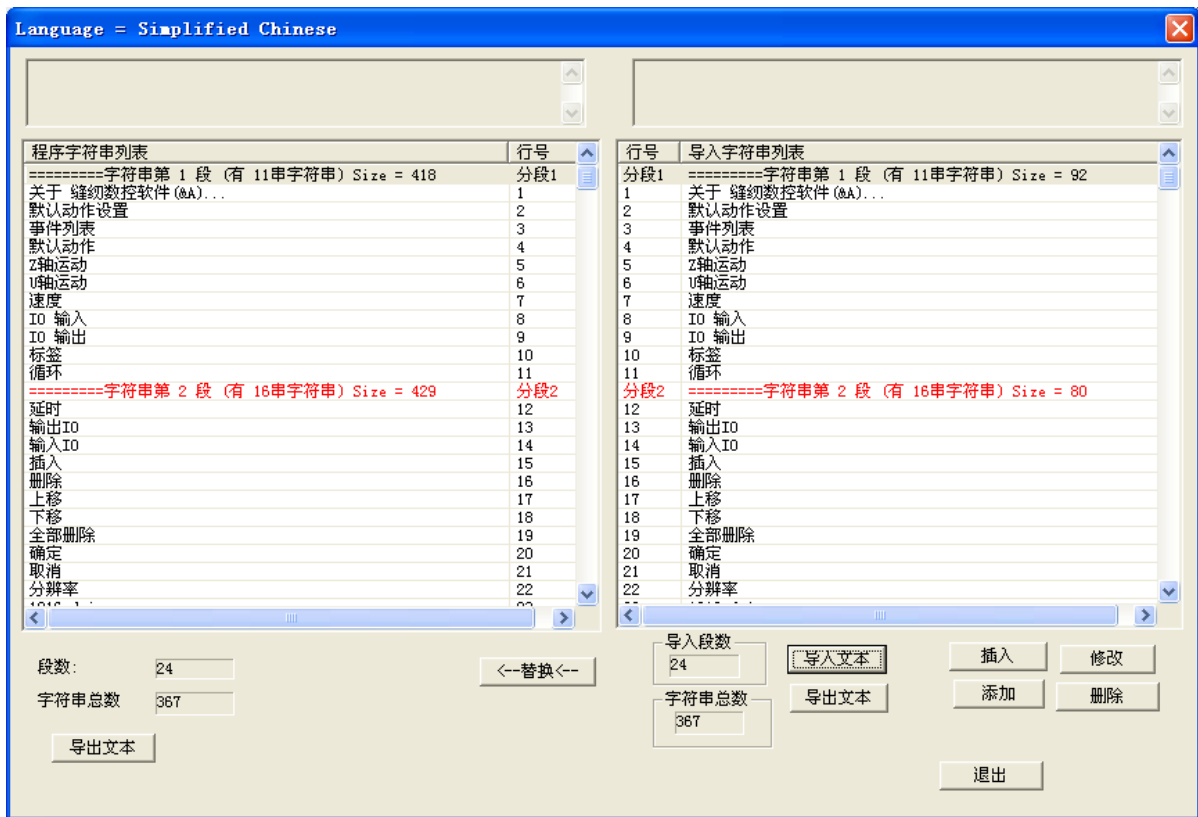 Language = Simplified Chinese
程序字符串列表 行号
=========字符串第 1 段 (有 11串字符串) Size = 418 分段1
关于 缝纫数控软件(&A)... 1
默认动作设置 2
事件列表 3
默认动作 4
Z轴运动 5
U轴运动 6
速度 7
IO 输入 8
IO 输出 9
标签 10
循环 11
=========字符串第 2 段 (有 16串字符串) Size = 429 分段2
延时 12
输出IO 13
输入IO 14
插入 15
删除 16
上移 17
下移 18
全部删除 19
确定 20
取消 21
分辨率 22
行号 导入字符串列表
分段1 =========字符串第 1 段 (有 11串字符串) Size = 92
1 关于 缝纫数控软件(&A)...
2 默认动作设置
3 事件列表
4 默认动作
5 Z轴运动
6 U轴运动
7 速度
8 IO 输入
9 IO 输出
10 标签
11 循环
分段2 =========字符串第 2 段 (有 16串字符串) Size = 80
12 延时
13 输出IO
14 输入IO
15 插入
16 删除
17 上移
18 下移
19 全部删除
20 确定
21 取消
22 分辨率
段数: 24
字符串总数 367
导出文本
<--替换<--
导入段数
24
字符串总数
367
导入文本
导出文本
插入 修改
添加 删除
退出